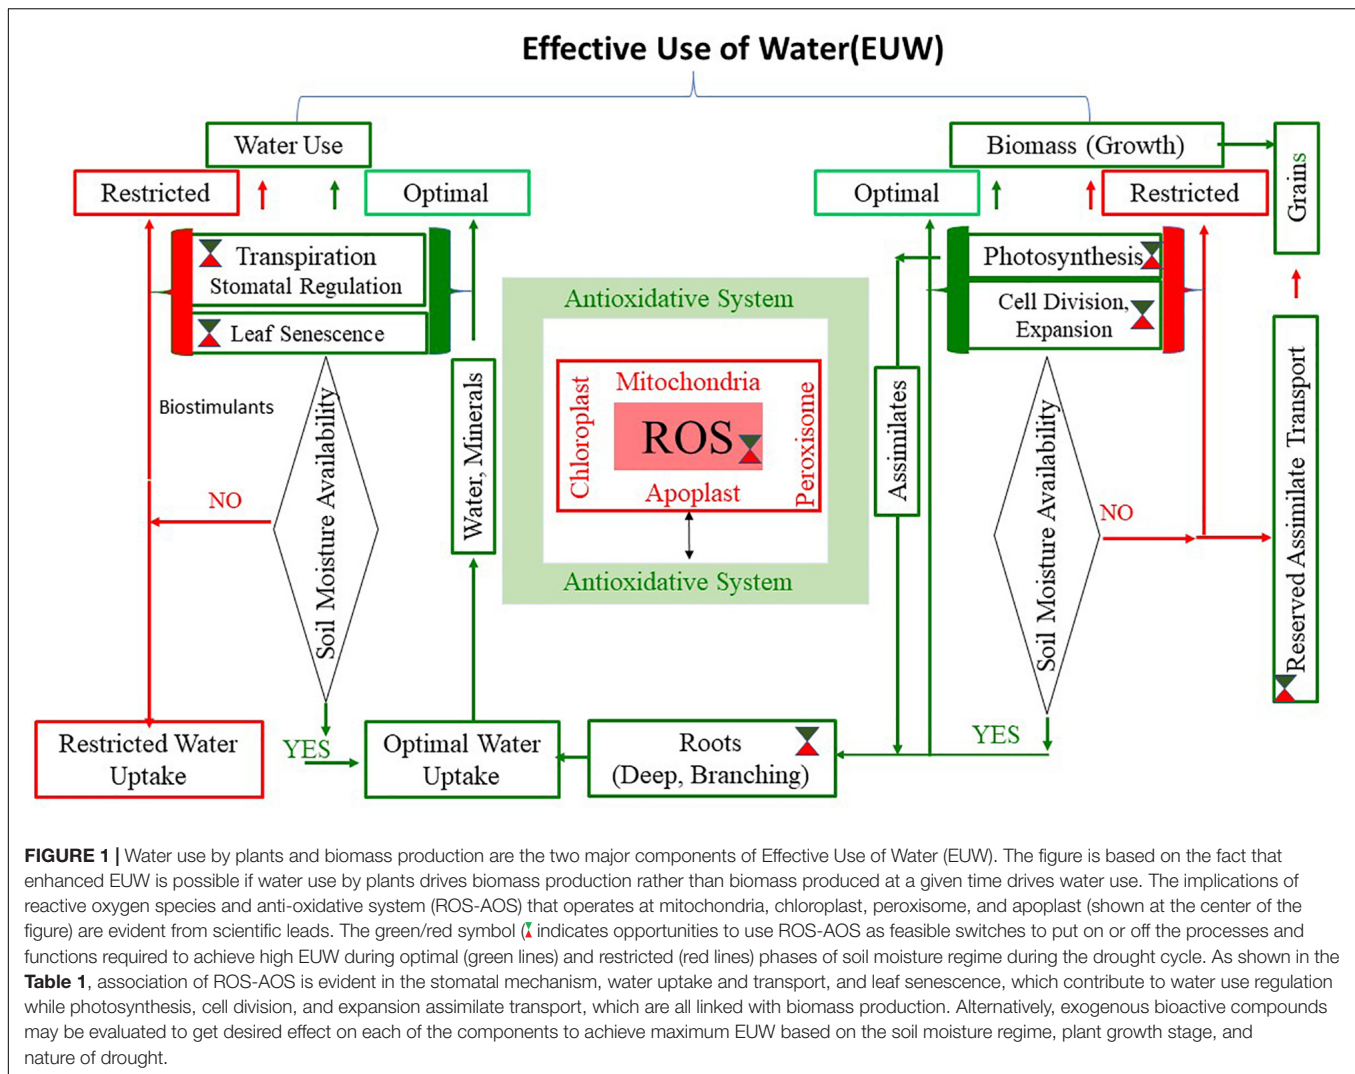 Effective Use of Water(EUW)
Water Use
Biomass (Growth)
Grains
Restricted
Optimal
Optimal
Restricted
Transpiration
Stomatal Regulation
Leaf Senescence
Photosynthesis
Cell Division,
Expansion
Antioxidative System
Mitochondria
Chloroplast
ROS
Peroxisome
Apoplast
Antioxidative System
Biostimulants
Soil Moisture Availability
Water, Minerals
Assimilates
Soil Moisture Availability
Reserved Assimilate Transport
NO
NO
YES
YES
Restricted Water
Uptake
Optimal Water
Uptake
Roots
(Deep, Branching)
FIGURE 1 | Water use by plants and biomass production are the two major components of Effective Use of Water (EUW). The figure is based on the fact that
enhanced EUW is possible if water use by plants drives biomass production rather than biomass produced at a given time drives water use. The implications of
reactive oxygen species and anti-oxidative system (ROS-AOS) that operates at mitochondria, chloroplast, peroxisome, and apoplast (shown at the center of the
figure) are evident from scientific leads. The green/red symbol ( indicates opportunities to use ROS-AOS as feasible switches to put on or off the processes and
functions required to achieve high EUW during optimal (green lines) and restricted (red lines) phases of soil moisture regime during the drought cycle. As shown in the
Table 1, association of ROS-AOS is evident in the stomatal mechanism, water uptake and transport, and leaf senescence, which contribute to water use regulation
while photosynthesis, cell division, and expansion assimilate transport, which are all linked with biomass production. Alternatively, exogenous bioactive compounds
may be evaluated to get desired effect on each of the components to achieve maximum EUW based on the soil moisture regime, plant growth stage, and
nature of drought.